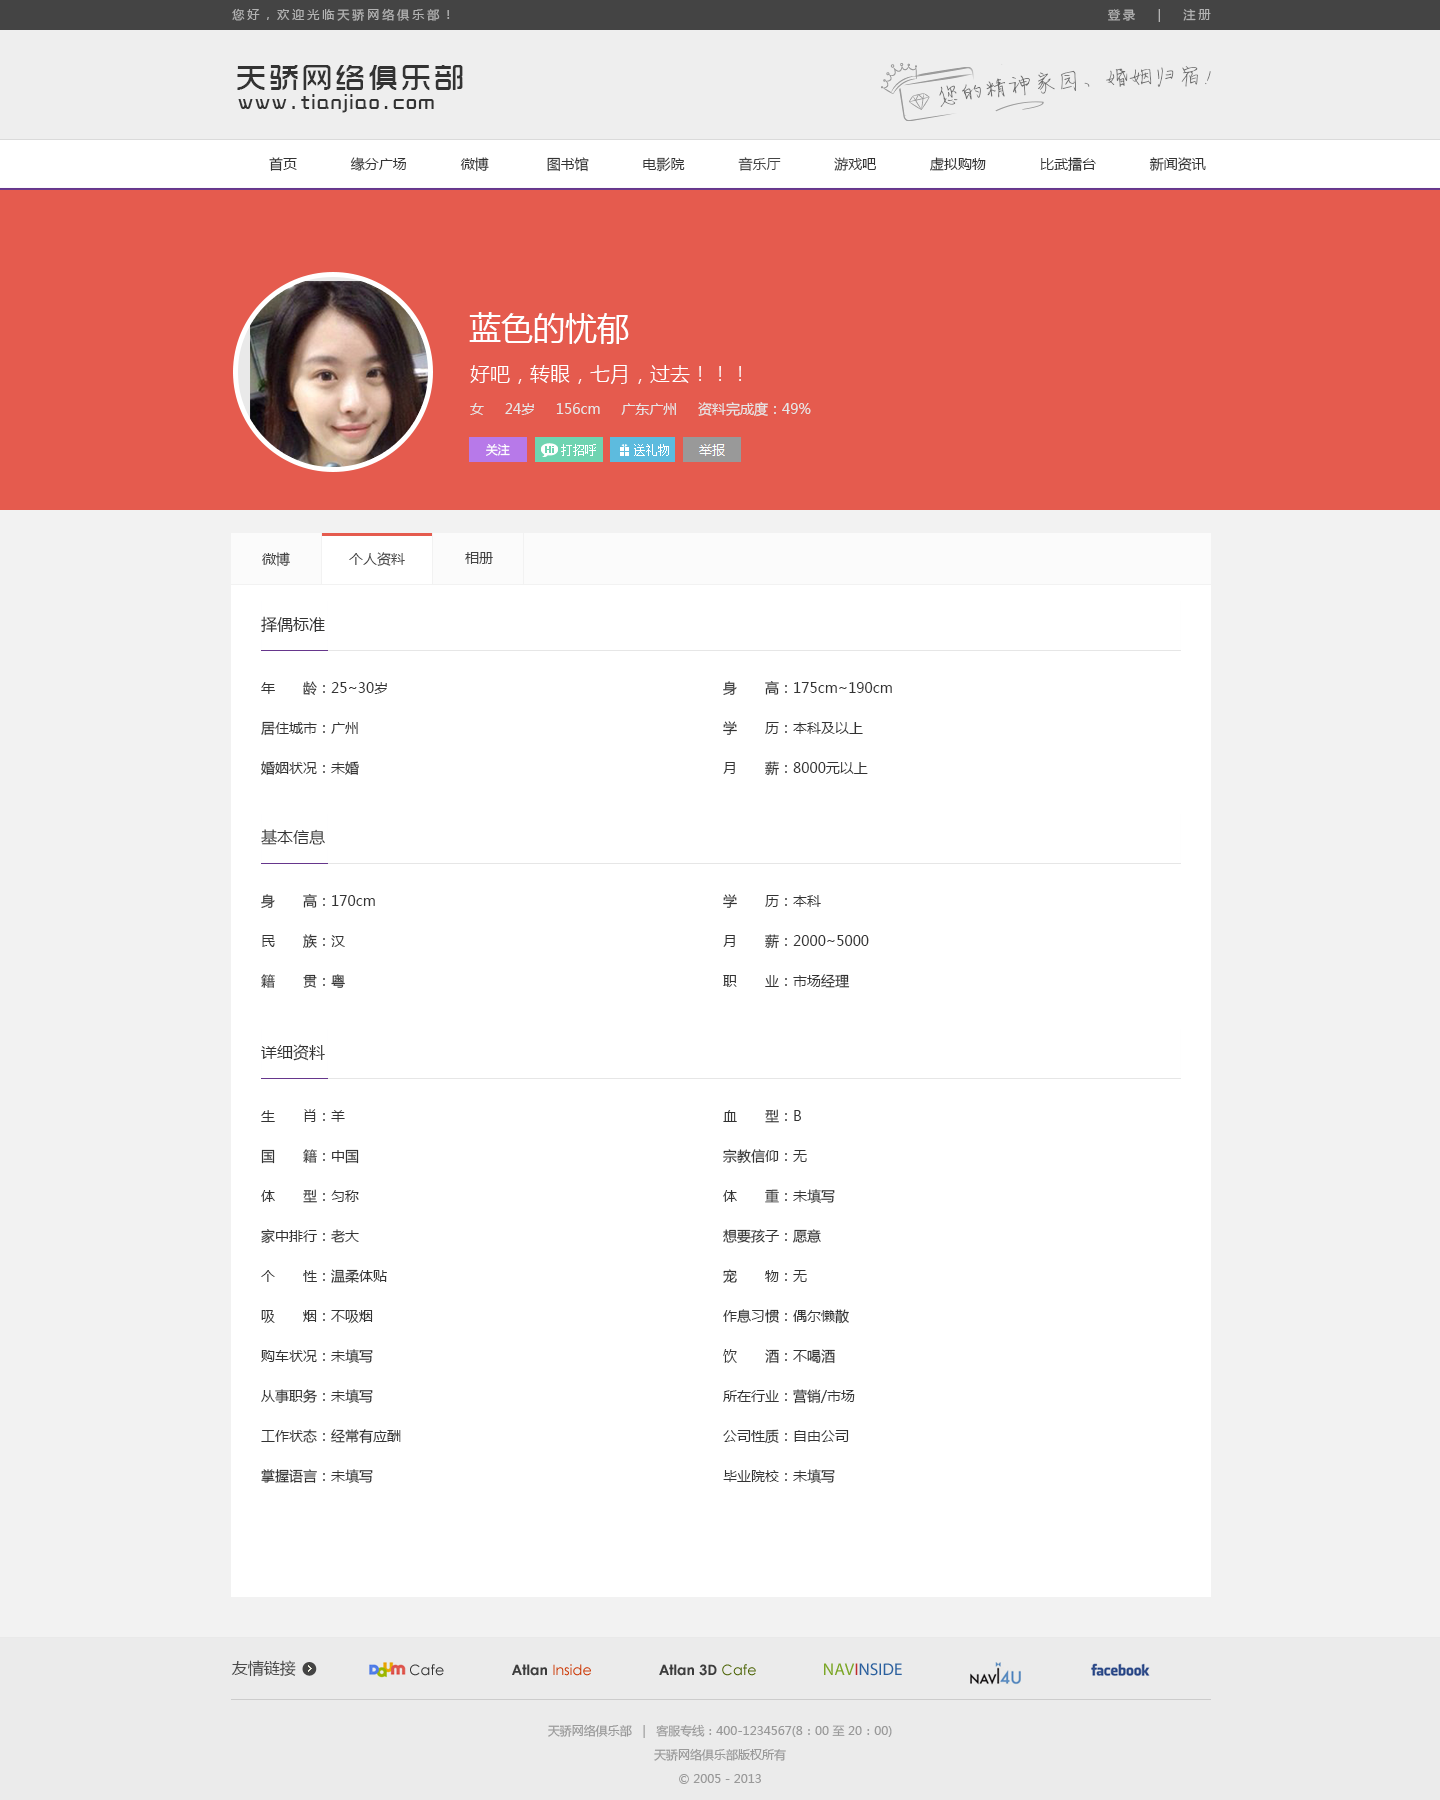 您好，欢迎光临天骄网络俱乐部！ 登录 | 注册
天骄网络俱乐部
www.tianjiao.com
您的精神家园、婚姻归宿！
首页 缘分广场 微博 图书馆 电影院 音乐厅 游戏吧 虚拟购物 比武擂台 新闻资讯
蓝色的忧郁
好吧，转眼，七月，过去！！！
女 24岁 156cm 广东广州 资料完成度：49%
关注 Hi 打招呼 送礼物 举报
微博 个人资料 相册
择偶标准
年 龄：25~30岁 身 高：175cm~190cm
居住城市：广州 学 历：本科及以上
婚姻状况：未婚 月 薪：8000元以上
基本信息
身 高：170cm 学 历：本科
民 族：汉 月 薪：2000~5000
籍 贯：粤 职 业：市场经理
详细资料
生 肖：羊 血 型：B
国 籍：中国 宗教信仰：无
体 型：匀称 体 重：未填写
家中排行：老大 想要孩子：愿意
个 性：温柔体贴 宠 物：无
吸 烟：不吸烟 作息习惯：偶尔懒散
购车状况：未填写 饮 酒：不喝酒
从事职务：未填写 所在行业：营销/市场
工作状态：经常有应酬 公司性质：自由公司
掌握语言：未填写 毕业院校：未填写
友情链接 Daum Cafe Atlan Inside Atlan 3D Cafe NAVINSIDE NAVI4U facebook
天骄网络俱乐部 | 客服专线：400-1234567(8：00 至 20：00)
天骄网络俱乐部版权所有
© 2005 - 2013